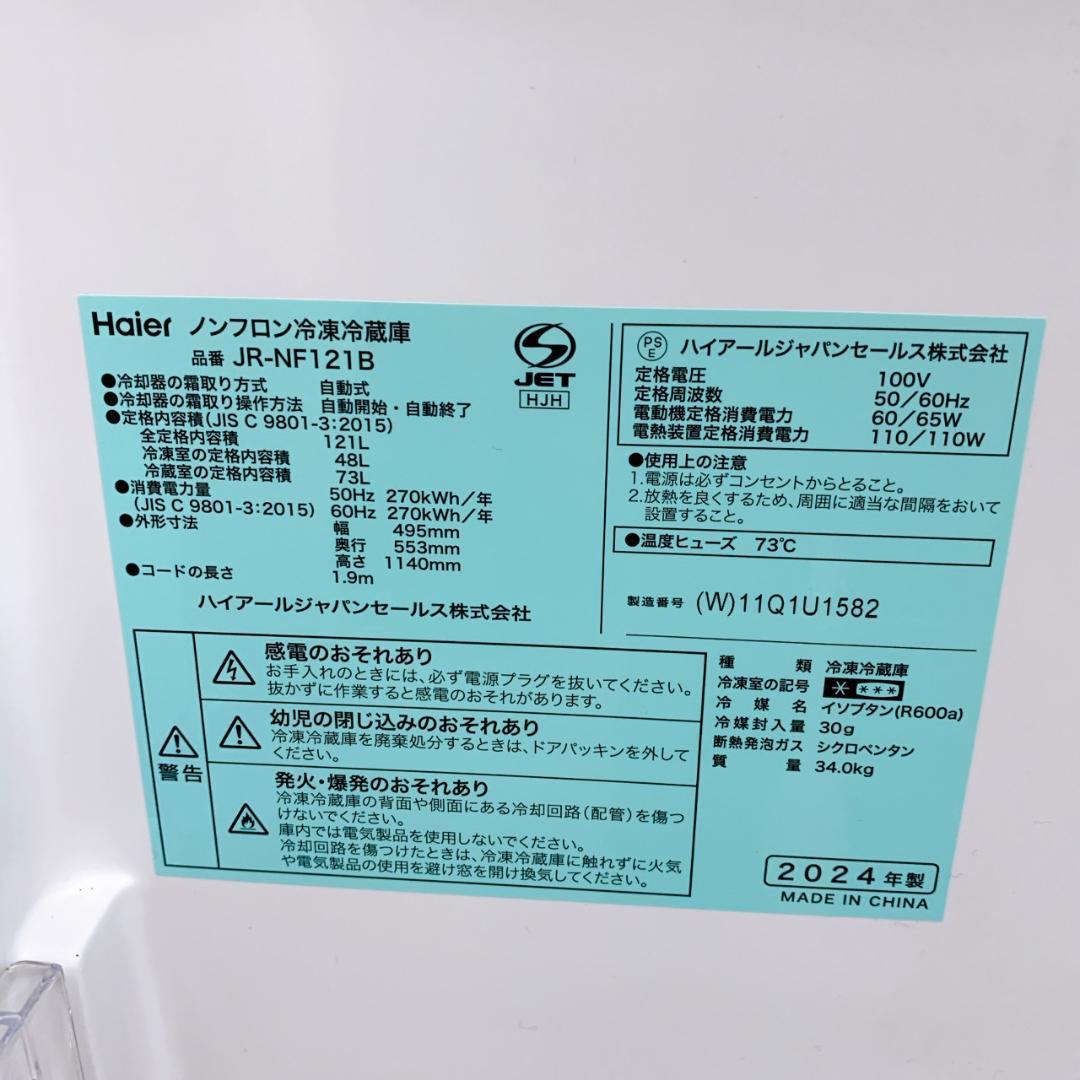 Haier ノンフロン冷凍冷蔵庫
品番 JR-NF121B
●冷却器の霜取り方式 自動式
●冷却器の霜取り操作方法 自動開始・自動終了
●定格内容積(JIS C 9801-3:2015)
全定格内容積 121L
冷凍室の定格内容積 48L
冷蔵室の定格内容積 73L
●消費電力量 50Hz 270kWh/年
(JIS C 9801-3:2015) 60Hz 270kWh/年
●外形寸法 幅 495mm
奥行 553mm
高さ 1140mm
●コードの長さ 1.9m
ハイアールジャパンセールス株式会社
JET
HJH
PS
E
ハイアールジャパンセールス株式会社
定格電圧 100V
定格周波数 50/60Hz
電動機定格消費電力 60/65W
電熱装置定格消費電力 110/110W
●使用上の注意
1.電源は必ずコンセントからとること。
2.放熱を良くするため、周囲に適当な間隔をおいて
設置すること。
●温度ヒューズ 73℃
製造番号 (W)11Q1U1582
警告
感電のおそれあり
お手入れのときには、必ず電源プラグを抜いてください。
抜かずに作業すると感電のおそれがあります。
幼児の閉じ込めのおそれあり
冷凍冷蔵庫を廃棄処分するときは、ドアパッキンを外して
ください。
発火・爆発のおそれあり
冷凍冷蔵庫の背面や側面にある冷却回路(配管)を傷つ
けないでください。
庫内では電気製品を使用しないでください。
冷却回路を傷つけたときは、冷凍冷蔵庫に触れずに火気
や電気製品の使用を避け窓を開け換気してください。
種類 冷凍冷蔵庫
冷凍室の記号
冷媒名 イソブタン(R600a)
冷媒封入量 30g
断熱発泡ガス シクロペンタン
質量 34.0kg
2024年製
MADE IN CHINA